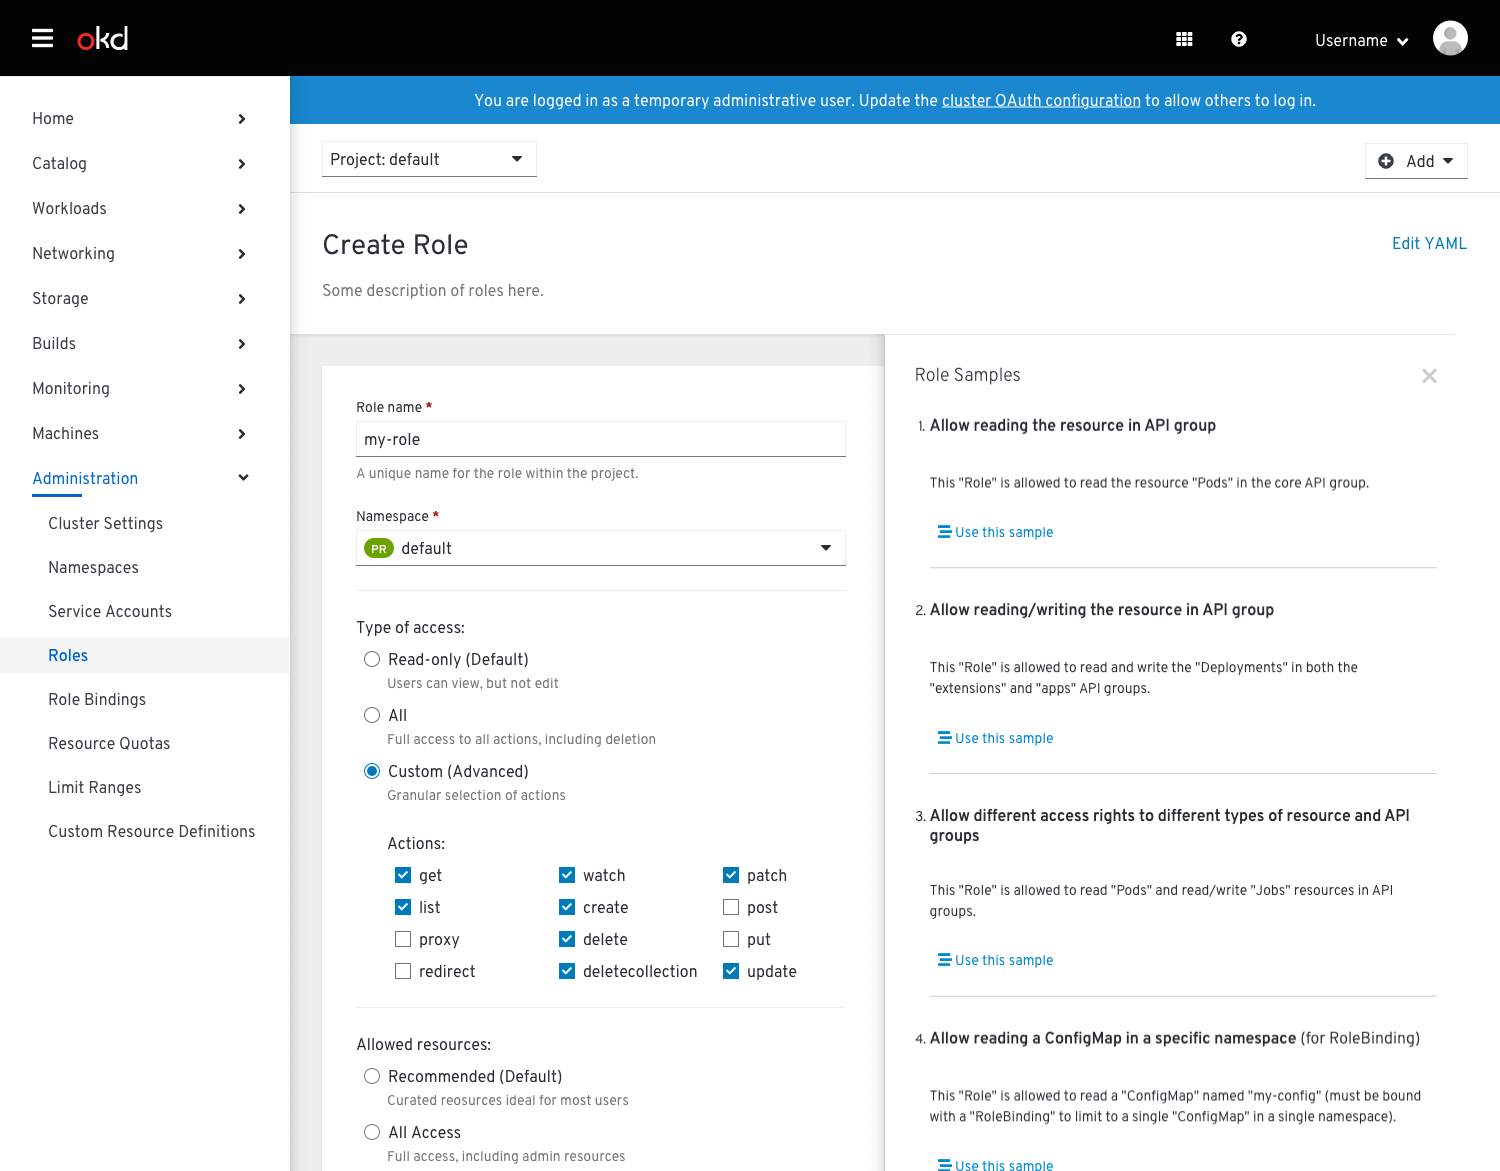 okd
Username
You are logged in as a temporary administrative user. Update the cluster OAuth configuration to allow others to log in.
Home
Catalog
Workloads
Networking
Storage
Builds
Monitoring
Machines
Administration
Cluster Settings
Namespaces
Service Accounts
Roles
Role Bindings
Resource Quotas
Limit Ranges
Custom Resource Definitions
Project: default
Add
Create Role
Edit YAML
Some description of roles here.
Role name *
my-role
A unique name for the role within the project.
Namespace *
PR default
Type of access:
Read-only (Default)
Users can view, but not edit
All
Full access to all actions, including deletion
Custom (Advanced)
Granular selection of actions
Actions:
get watch patch
list create post
proxy delete put
redirect deletecollection update
Allowed resources:
Recommended (Default)
Curated reosurces ideal for most users
All Access
Full access, including admin resources
Role Samples
1. Allow reading the resource in API group
This "Role" is allowed to read the resource "Pods" in the core API group.
Use this sample
2. Allow reading/writing the resource in API group
This "Role" is allowed to read and write the "Deployments" in both the
"extensions" and "apps" API groups.
Use this sample
3. Allow different access rights to different types of resource and API
groups
This "Role" is allowed to read "Pods" and read/write "Jobs" resources in API
groups.
Use this sample
4. Allow reading a ConfigMap in a specific namespace (for RoleBinding)
This "Role" is allowed to read a "ConfigMap" named "my-config" (must be bound
with a "RoleBinding" to limit to a single "ConfigMap" in a single namespace).
Use this sample